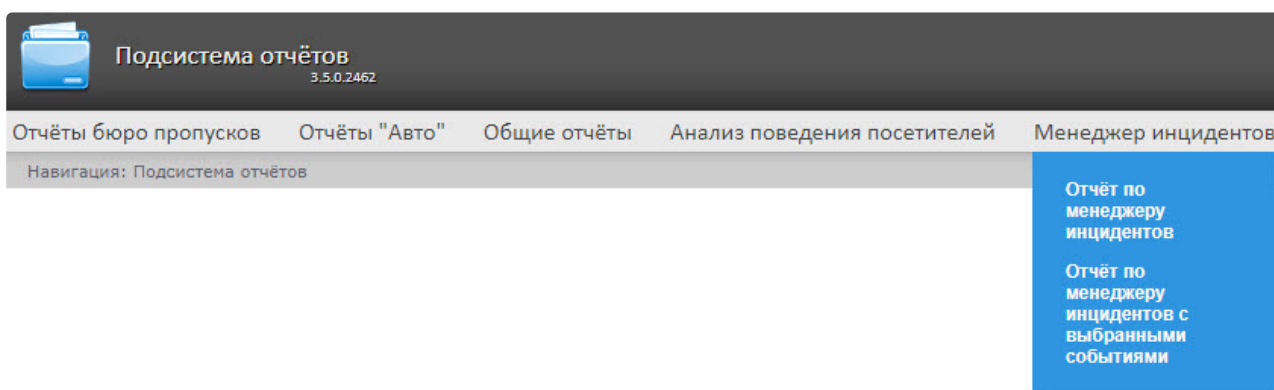 Подсистема отчётов
3.5.0.2462
Отчёты бюро пропусков Отчёты "Авто" Общие отчёты Анализ поведения посетителей Менеджер инцидентов
Навигация: Подсистема отчётов
Отчёт по
менеджеру
инцидентов
Отчёт по
менеджеру
инцидентов с
выбранными
событиями